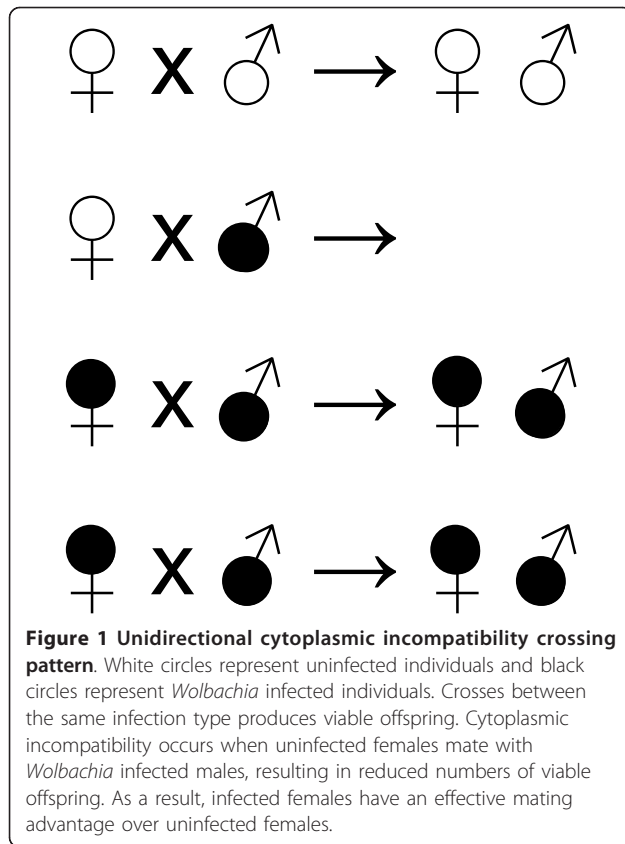 X
X
X
X
Figure 1 Unidirectional cytoplasmic incompatibility crossing
pattern. White circles represent uninfected individuals and black
circles represent Wolbachia infected individuals. Crosses between
the same infection type produces viable offspring. Cytoplasmic
incompatibility occurs when uninfected females mate with
Wolbachia infected males, resulting in reduced numbers of viable
offspring. As a result, infected females have an effective mating
advantage over uninfected females.